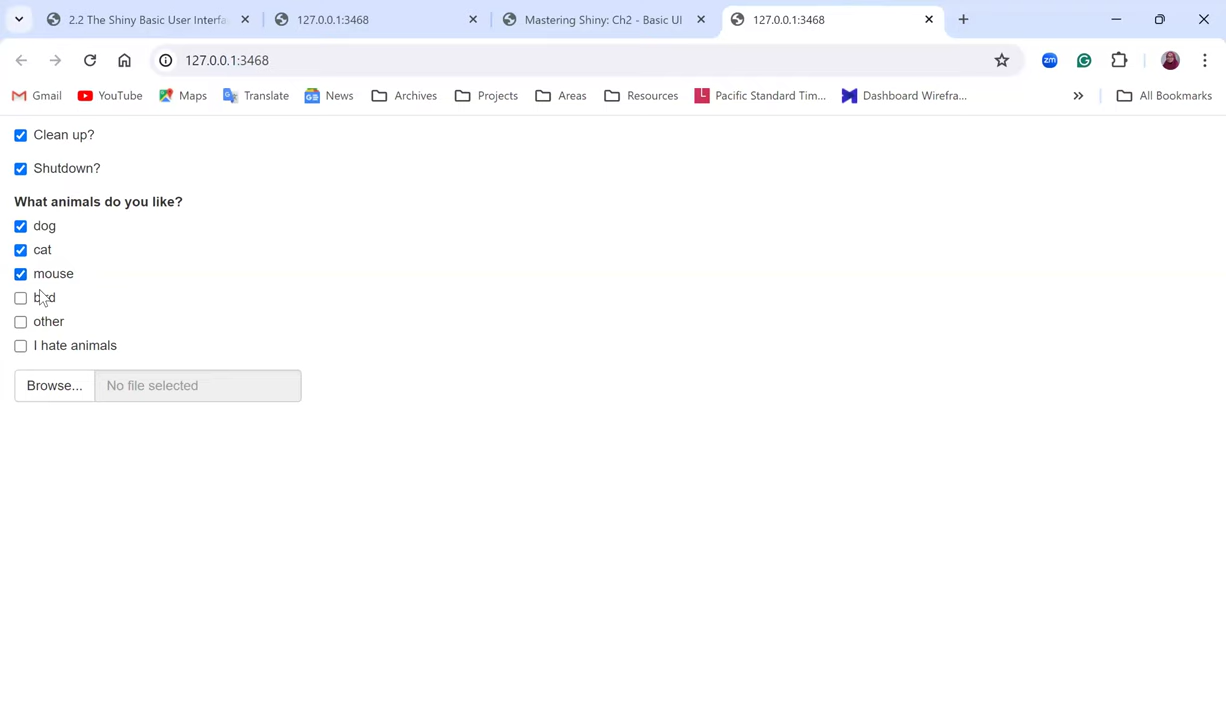 2.2 The Shiny Basic User Interfa
127.0.0.1:3468
Mastering Shiny: Ch2 - Basic UI
127.0.0.1:3468
127.0.0.1:3468
zm
Gmail
YouTube
Maps
Translate
News
Archives
Projects
Areas
Resources
Pacific Standard Tim...
Dashboard Wirefra...
All Bookmarks
Clean up?
Shutdown?
What animals do you like?
dog
cat
mouse
other
I hate animals
Browse... No file selected